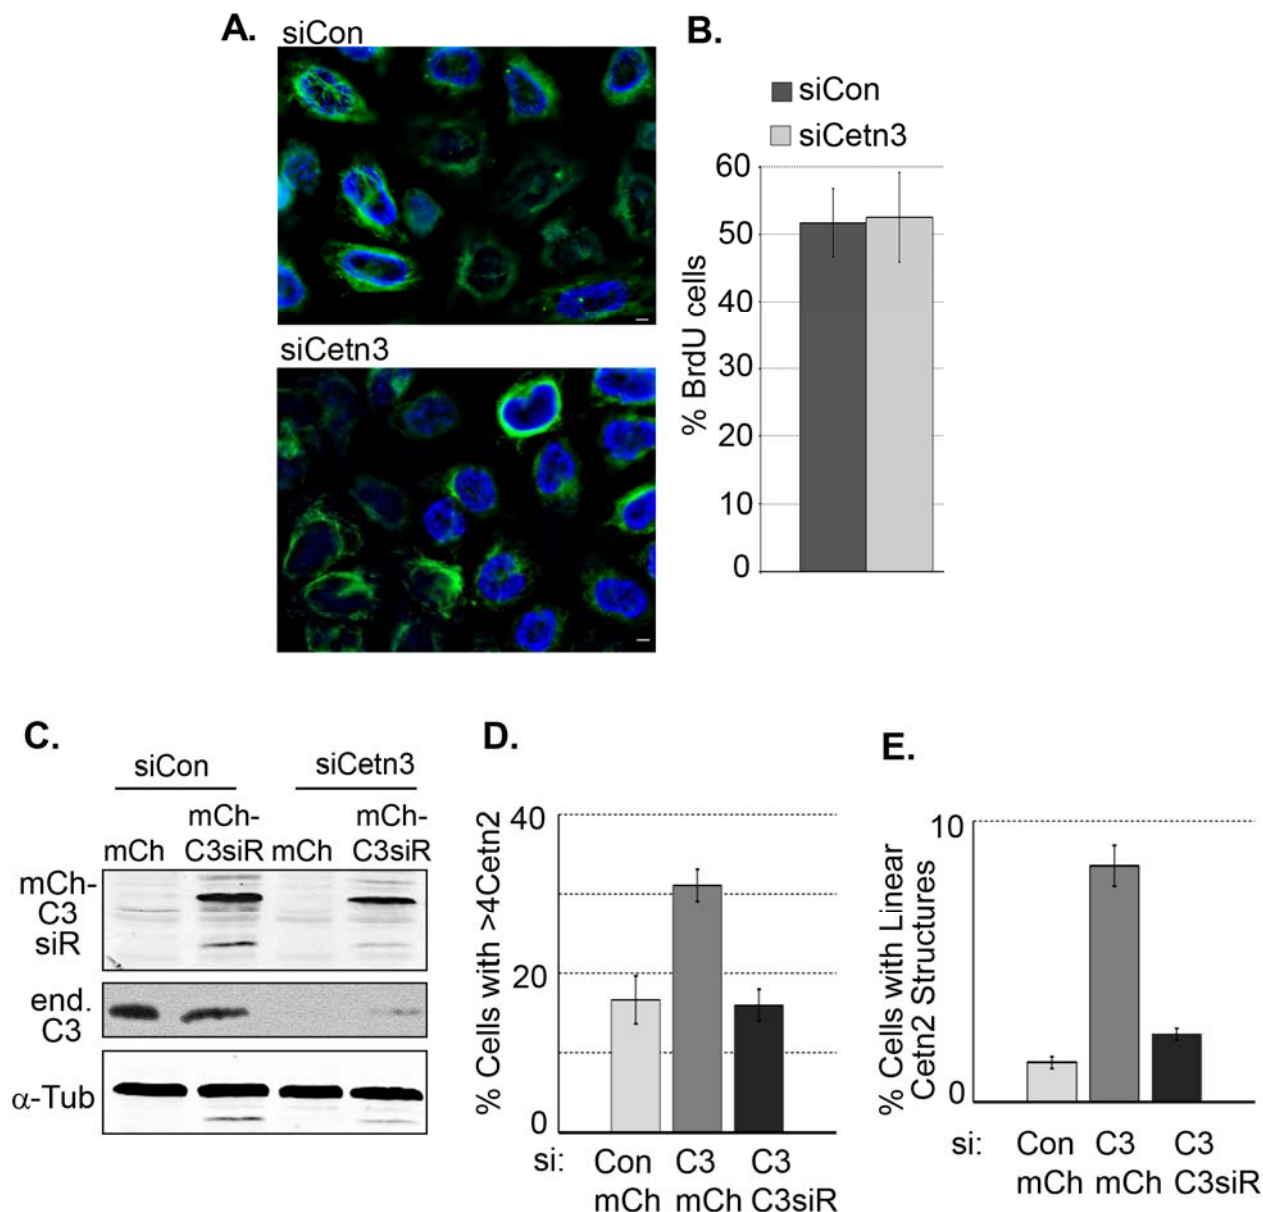 A.
siCon
siCetn3
B.
siCon
siCetn3
% BrdU cells
60
50
40
30
20
10
0
C.
siCon
siCetn3
mCh
mCh-
C3siR
mCh
mCh-
C3siR
mCh-
C3
siR
end.
C3
α-Tub
D.
% Cells with >4Cetn2
40
20
0
si:
Con
C3
C3
mCh
mCh
C3siR
E.
% Cells with Linear
Cetn2 Structures
10
0
si:
Con
C3
C3
mCh
mCh
C3siR